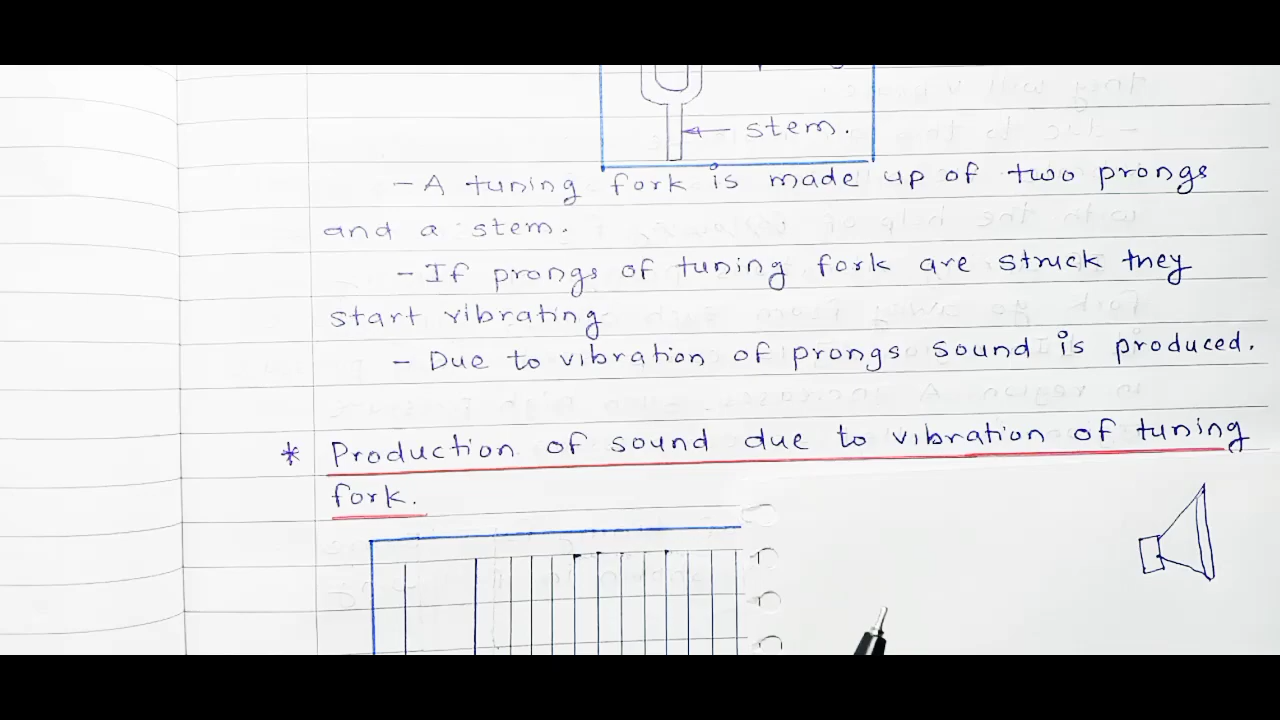 stem.
- A tuning fork is made up of two prongs
and a stem.
- If prongs of tuning fork are struck they
start vibrating
- Due to vibration of prongs sound is produced.
* Production of sound due to vibration of tuning
fork.